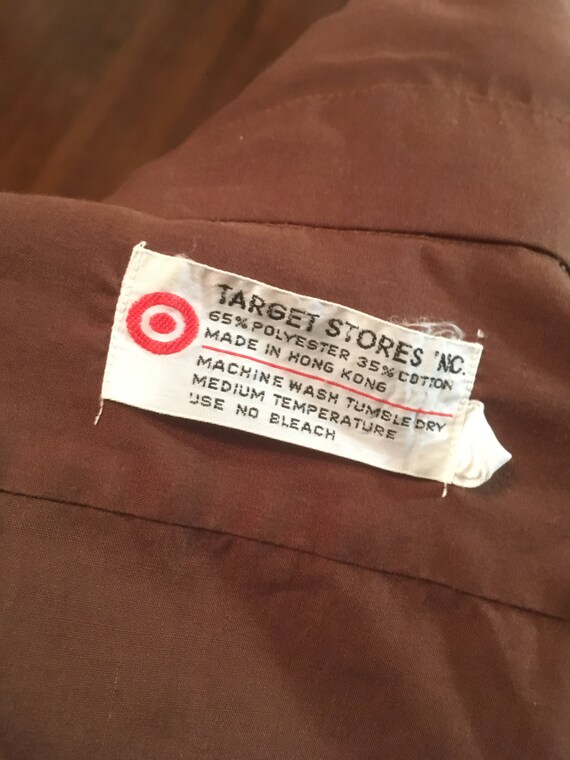 TARGET STORES INC.
65% POLYESTER 35% COTTON
MADE IN HONG KONG
MACHINE WASH TUMBLE DRY
MEDIUM TEMPERATURE
USE NO BLEACH